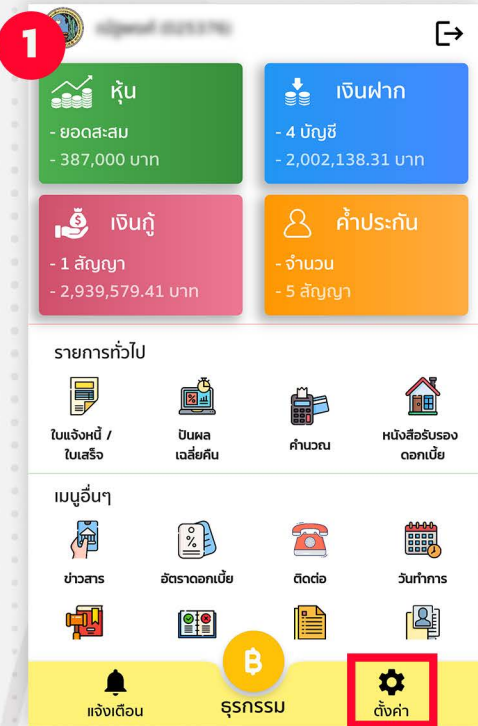 1
หุ้น
- ยอดสะสม
- 387,000 บาท
เงินฝาก
- 4 บัญชี
- 2,002,138.31 บาท
เงินกู้
- 1 สัญญา
- 2,939,579.41 บาท
ค้ำประกัน
- จำนวน
- 5 สัญญา
รายการทั่วไป
ใบแจ้งหนี้ /
ใบเสร็จ
ปันผล
เฉลี่ยคืน
คำนวณ
หนังสือรับรอง
ดอกเบี้ย
เมนูอื่นๆ
ข่าวสาร
อัตราดอกเบี้ย
ติดต่อ
วันทำการ
฿
แจ้งเตือน
ธุรกรรม
ตั้งค่า